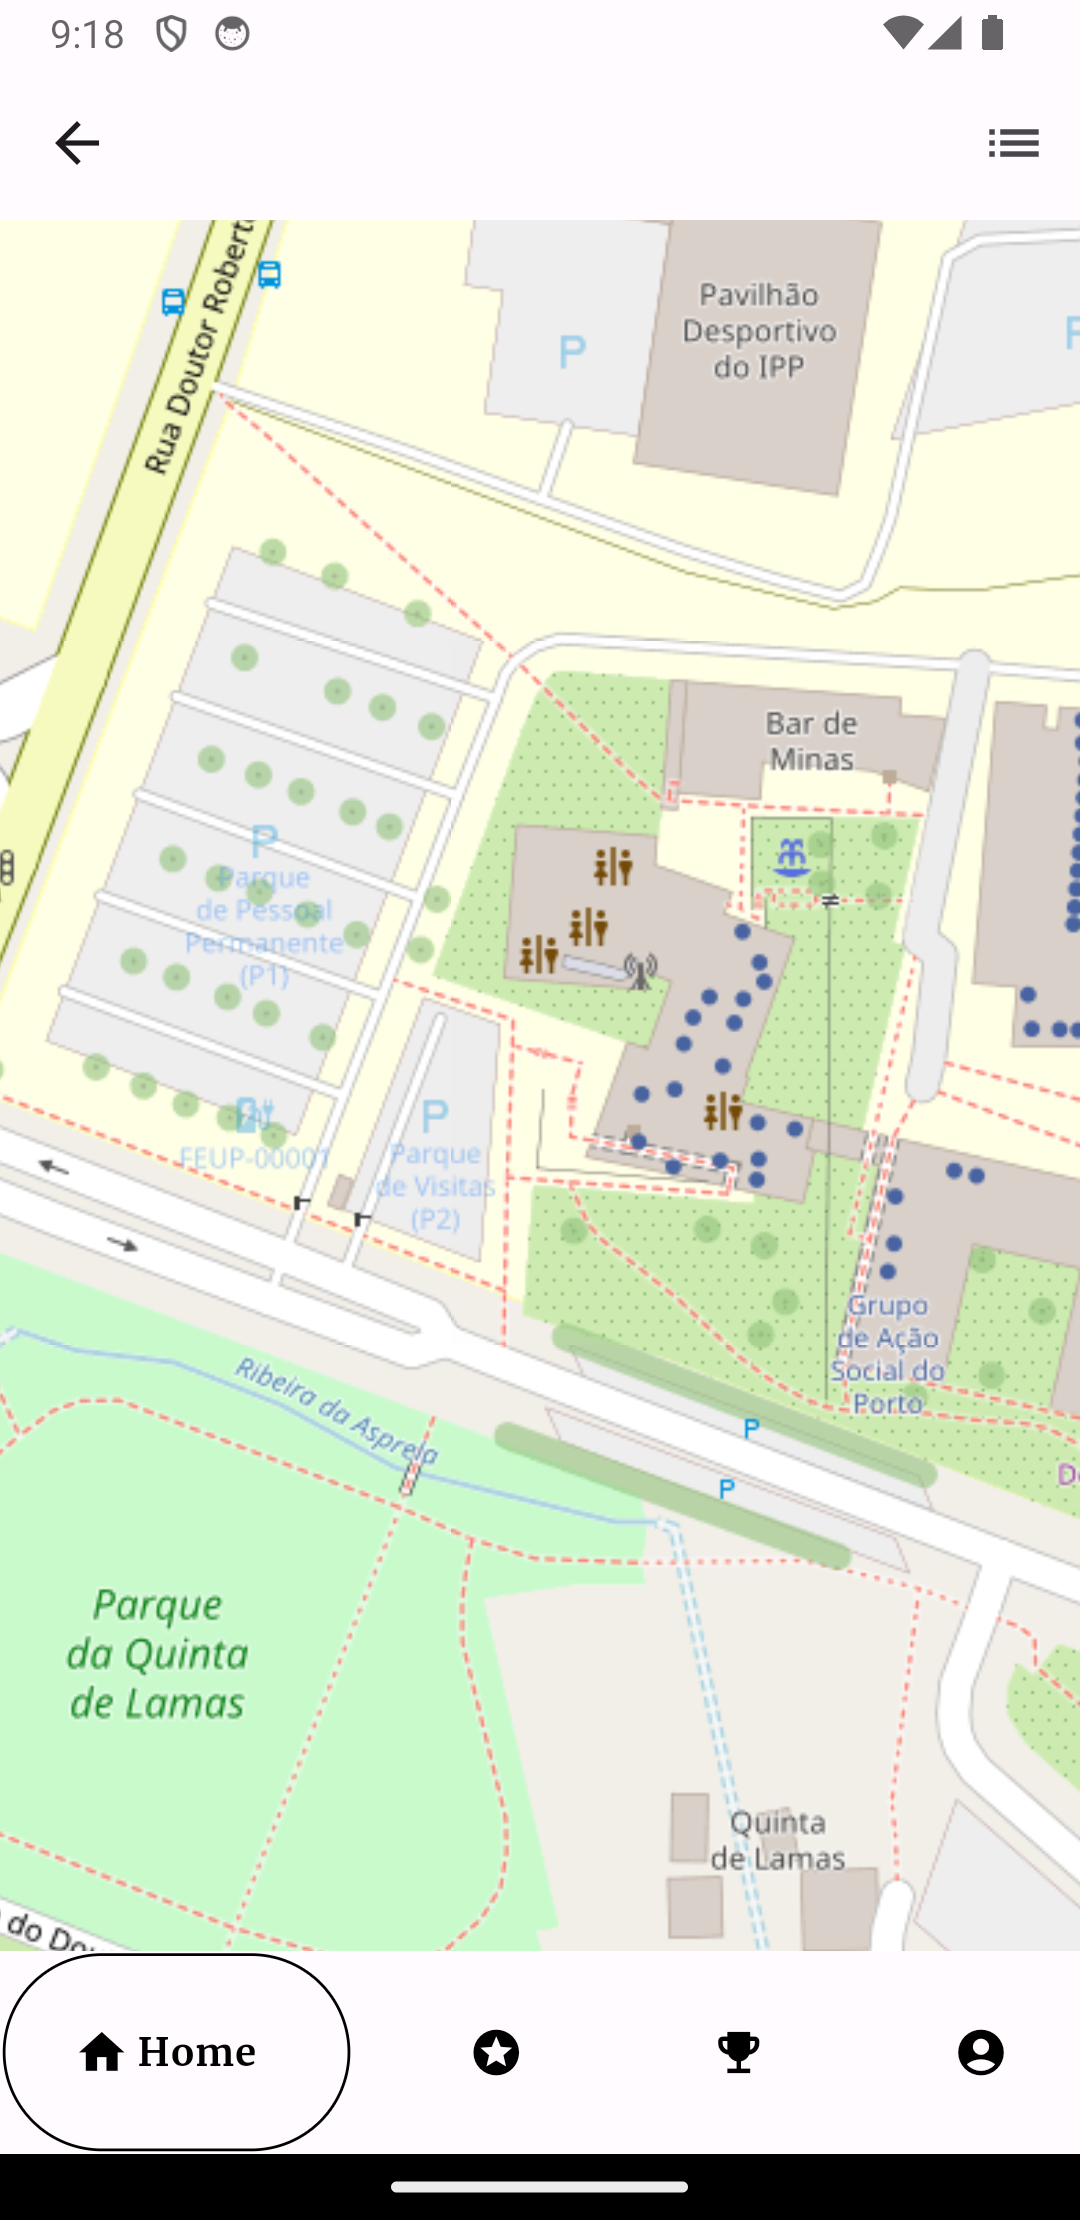 9:18
Rua Doutor Roberto
Pavilhão
Desportivo
do IPP
P
P
Bar de
Minas
P
Parque
de Pessoal
Permanente
(P1)
P
Parque
de Visitas
(P2)
FEUP-00001
Grupo
de Ação
Social do
Porto
P
P
Ribeira da Asprela
Parque
da Quinta
de Lamas
Quinta
de Lamas
Home